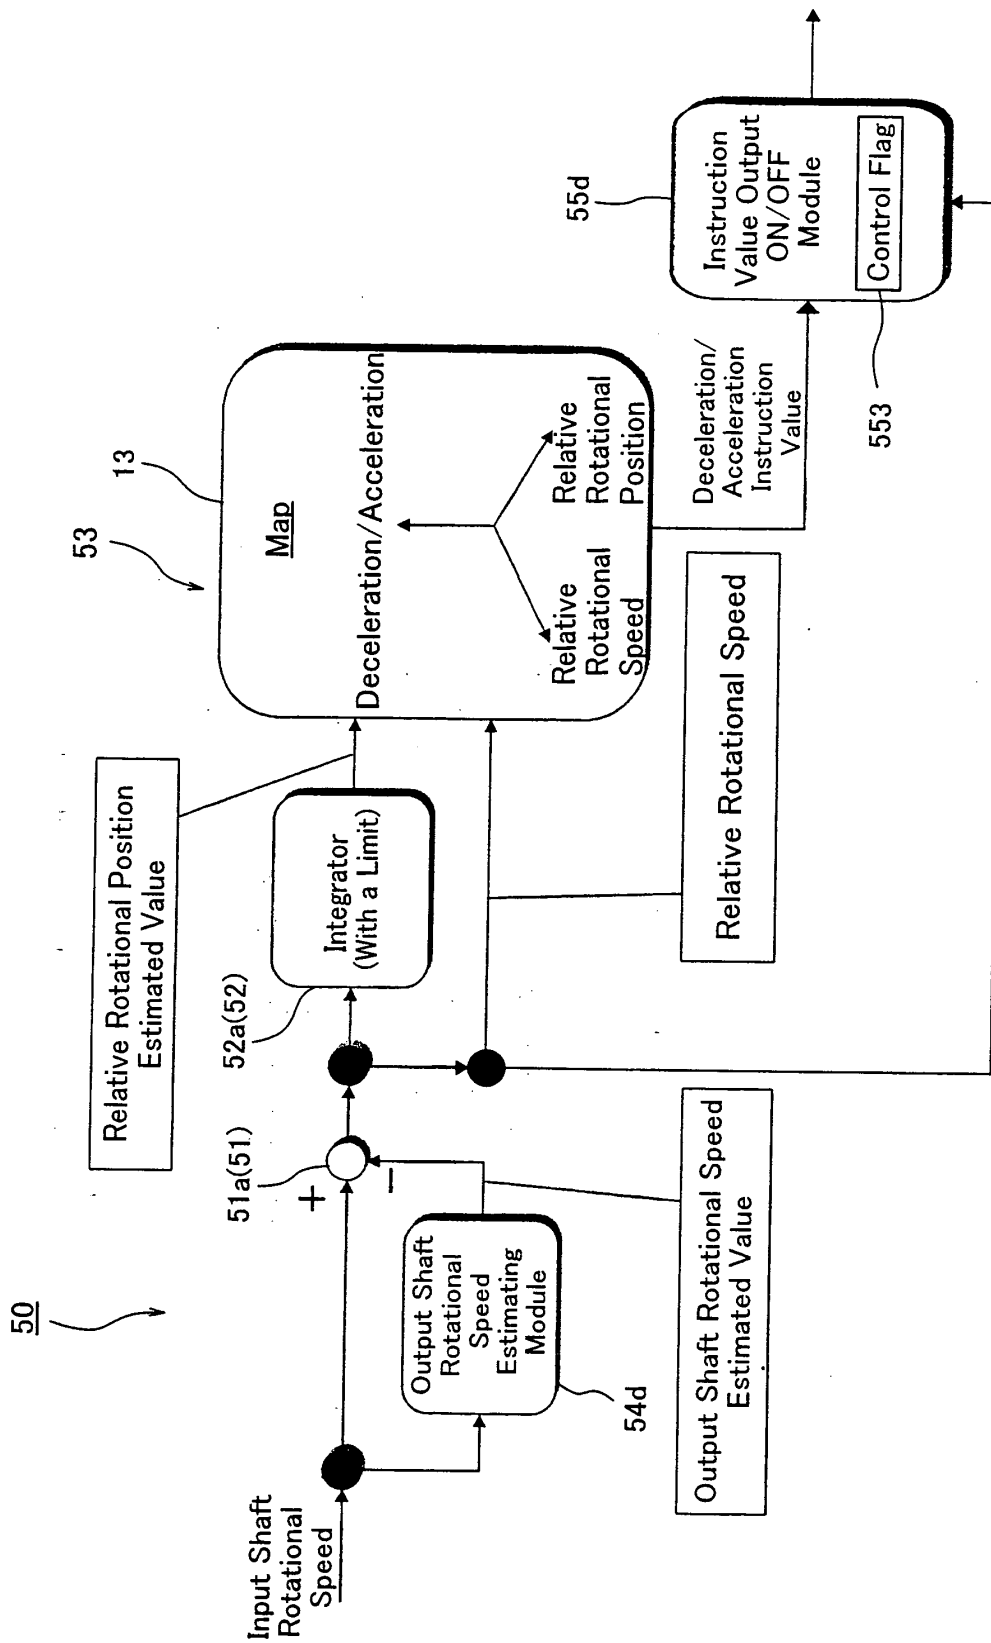 50
Input Shaft
Rotational
Speed
+
−
51a(51)
Output Shaft
Rotational
Speed
Estimating
Module
54d
Output Shaft Rotational Speed
Estimated Value
Relative Rotational Position
Estimated Value
52a(52)
Integrator
(With a Limit)
Relative Rotational Speed
53
13
Map
Deceleration/Acceleration
Relative
Rotational
Speed
Relative
Rotational
Position
Deceleration/
Acceleration
Instruction
Value
55d
Instruction
Value Output
ON/OFF
Module
Control Flag
553